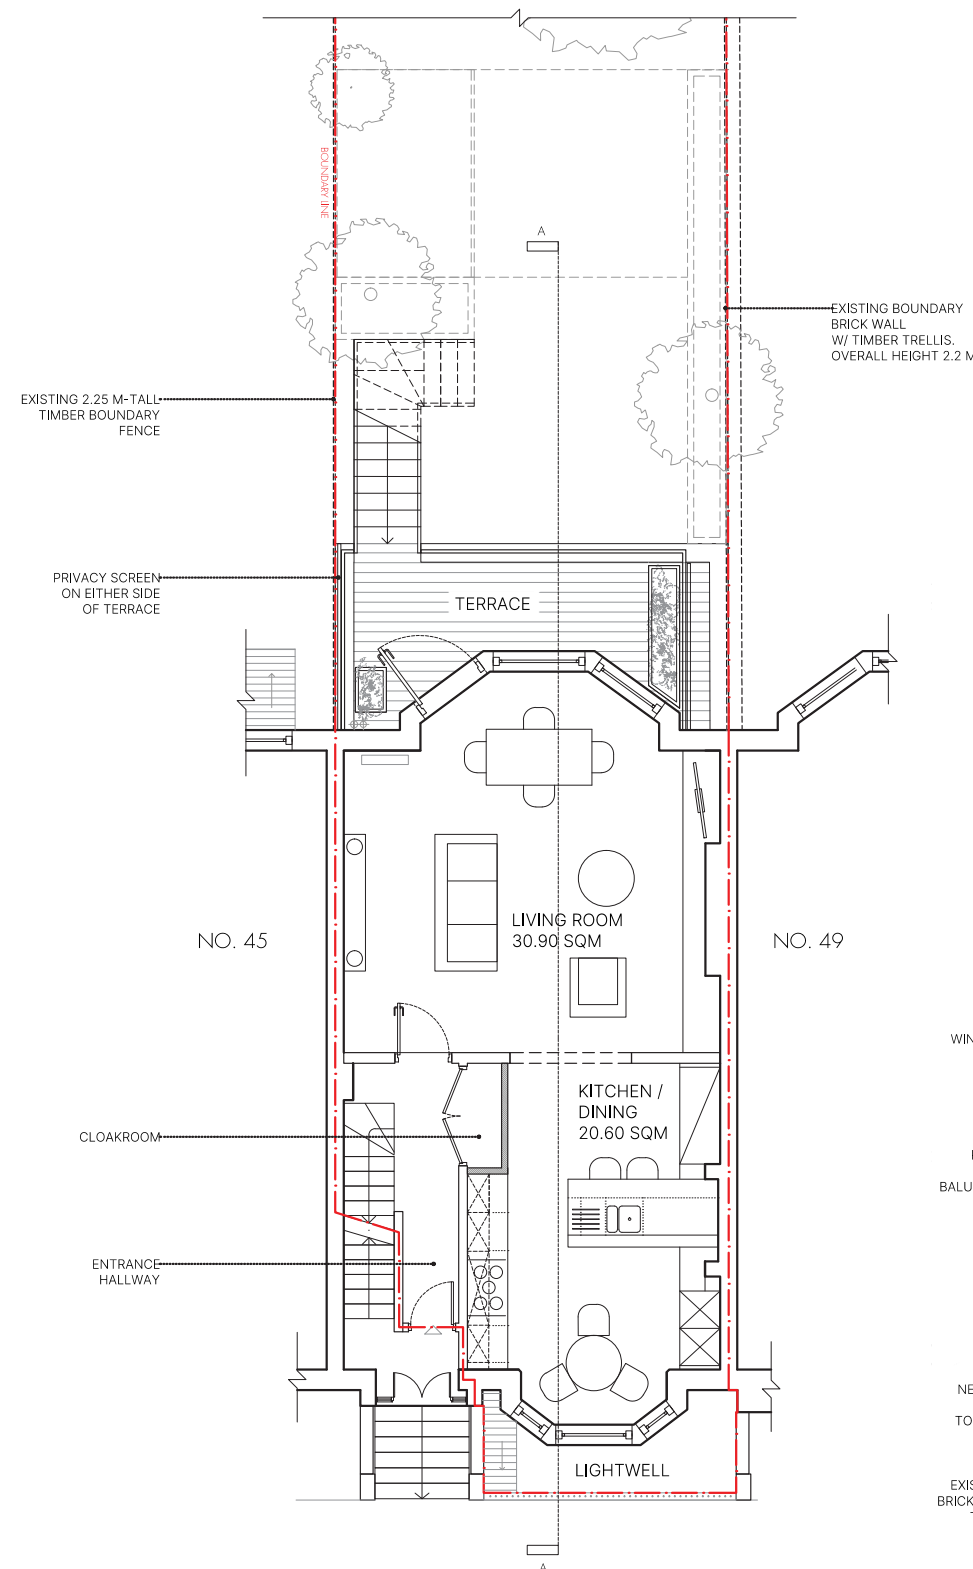 BOUNDARY LINE
A
EXISTING BOUNDARY
BRICK WALL
W/ TIMBER TRELLIS.
OVERALL HEIGHT 2.2 M
EXISTING 2.25 M-TALL
TIMBER BOUNDARY
FENCE
PRIVACY SCREEN
ON EITHER SIDE
OF TERRACE
TERRACE
LIVING ROOM
30.90 SQM
NO. 45
NO. 49
WIN
KITCHEN /
DINING
20.60 SQM
CLOAKROOM
BALU
ENTRANCE
HALLWAY
NE
TO
LIGHTWELL
EXIS
BRICK
A